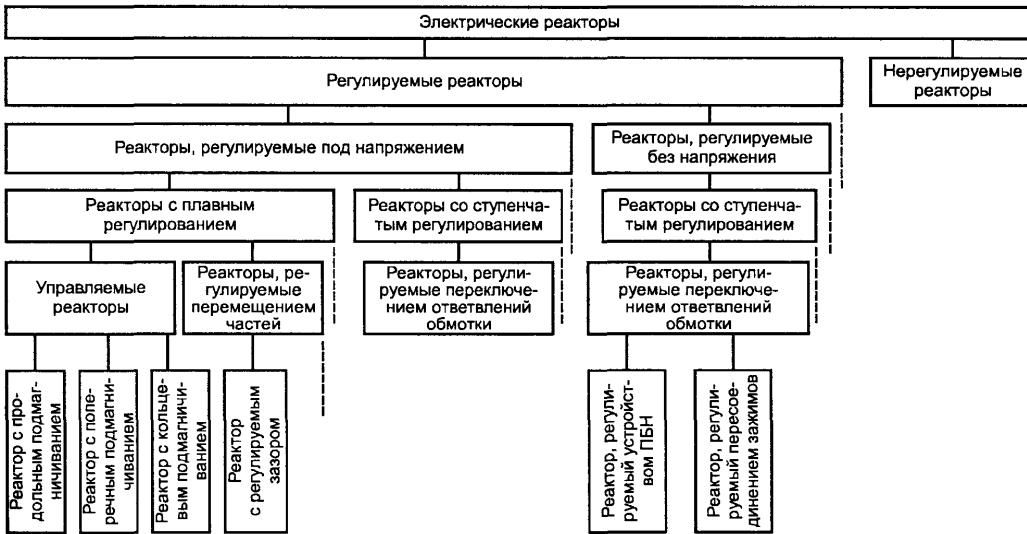 Электрические реакторы
Регулируемые реакторы
Нерегулируемые
реакторы
Реакторы, регулируемые под напряжением
Реакторы, регулируемые
без напряжения
Реакторы с плавным
регулированием
Реакторы со ступенча-
тым регулированием
Реакторы со ступенча-
тым регулированием
Управляемые
реакторы
Реакторы, ре-
гулируемые
перемещением
частей
Реакторы, регули-
руемые переключе-
нием ответвлений
обмотки
Реакторы, регули-
руемые переключе-
нием ответвлений
обмотки
Реактор с про-
дольным подмаг-
ничиванием
Реактор с попе-
речным подмагни-
чиванием
Реактор с кольце-
вым подмагничи-
ванием
Реактор
с регулируемым
зазором
Реактор, регули-
руемый устройст-
вом ПБН
Реактор, регули-
руемый пересое-
динением зажимов